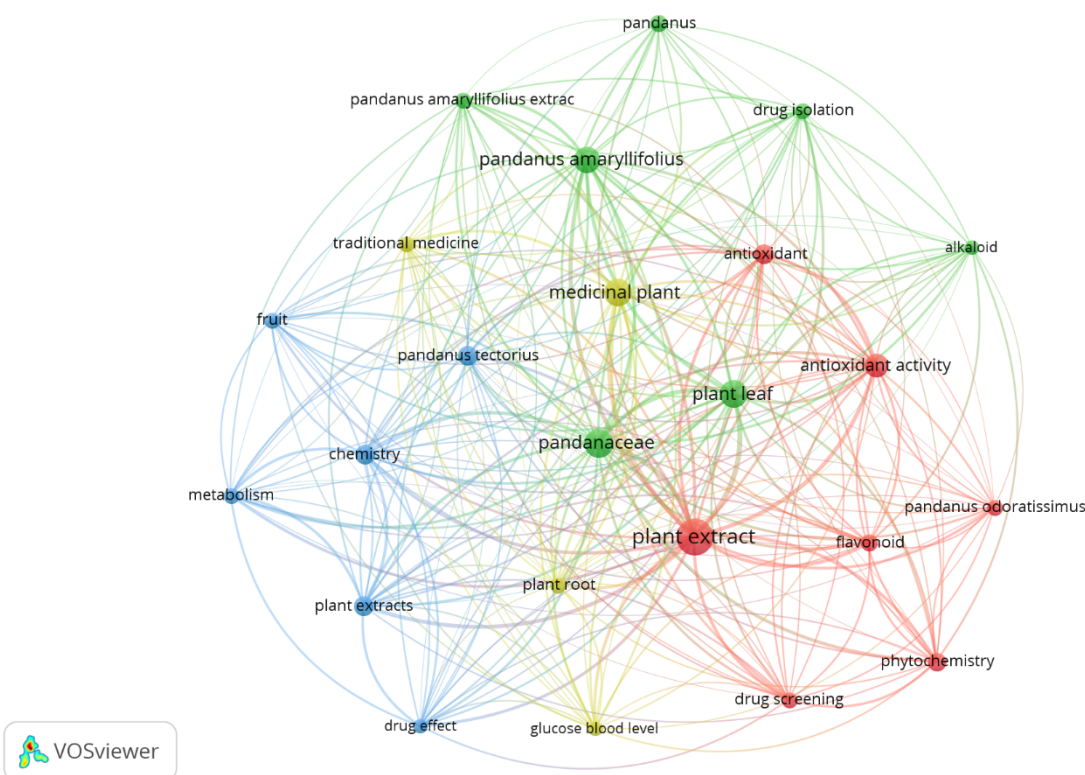 pandanus
pandanus amaryllifolius extrac
drug isolation
pandanus amaryllifolius
traditional medicine
antioxidant
alkaloid
medicinal plant
fruit
pandanus tectorius
antioxidant activity
plant leaf
pandanaceae
chemistry
metabolism
pandanus odoratissimus
plant extract
flavonoid
plant root
plant extracts
phytochemistry
drug screening
drug effect
glucose blood level
VOSviewer